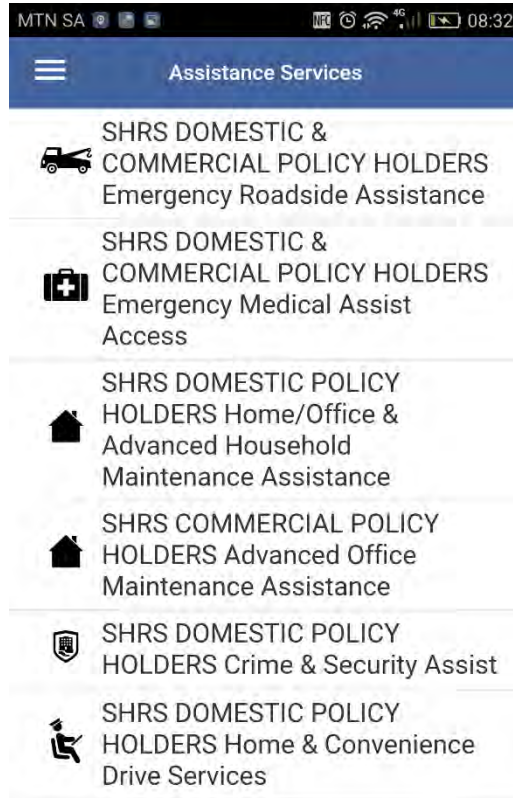 MTN SA NFC 4G 08:32
Assistance Services
SHRS DOMESTIC &
COMMERCIAL POLICY HOLDERS
Emergency Roadside Assistance
SHRS DOMESTIC &
COMMERCIAL POLICY HOLDERS
Emergency Medical Assist
Access
SHRS DOMESTIC POLICY
HOLDERS Home/Office &
Advanced Household
Maintenance Assistance
SHRS COMMERCIAL POLICY
HOLDERS Advanced Office
Maintenance Assistance
SHRS DOMESTIC POLICY
HOLDERS Crime & Security Assist
SHRS DOMESTIC POLICY
HOLDERS Home & Convenience
Drive Services